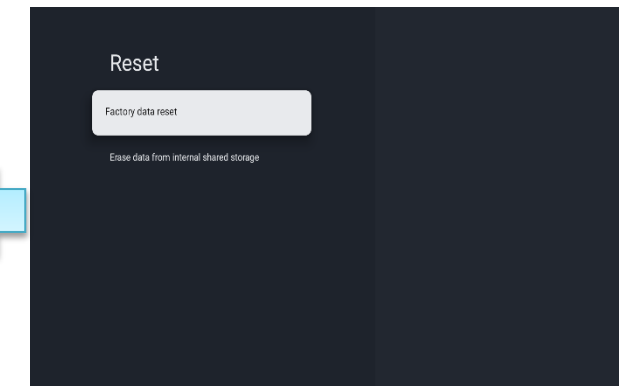 Reset
Factory data reset
Erase data from internal shared storage